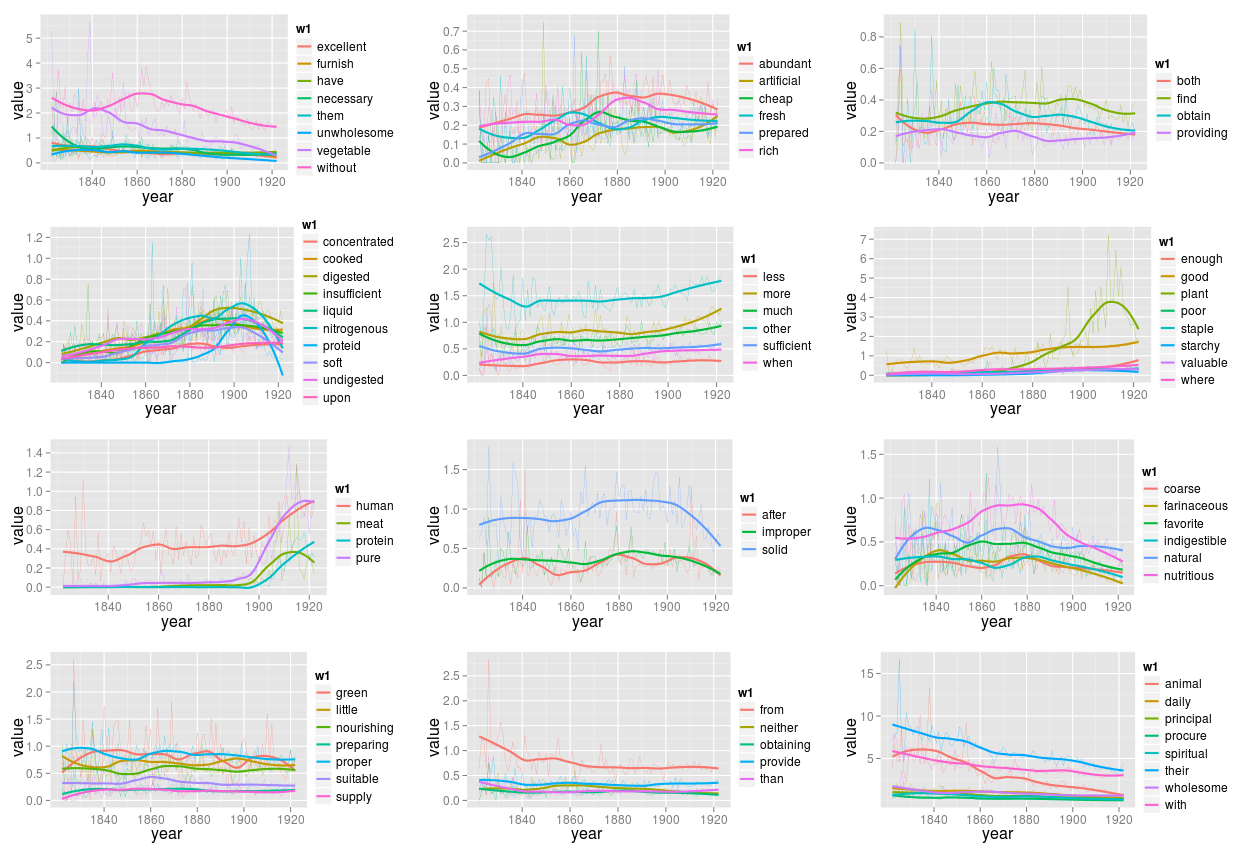 w1
excellent
furnish
have
necessary
them
unwholesome
vegetable
without
value
5
4
3
2
1
0
1840 1860 1880 1900 1920
year
w1
abundant
artificial
cheap
fresh
prepared
rich
value
0.7
0.6
0.5
0.4
0.3
0.2
0.1
0.0
1840 1860 1880 1900 1920
year
w1
both
find
obtain
providing
value
0.8
0.6
0.4
0.2
0.0
1840 1860 1880 1900 1920
year
w1
concentrated
cooked
digested
insufficient
liquid
nitrogenous
proteid
soft
undigested
upon
value
1.2
1.0
0.8
0.6
0.4
0.2
0.0
1840 1860 1880 1900 1920
year
w1
less
more
much
other
sufficient
when
value
2.5
2.0
1.5
1.0
0.5
0.0
1840 1860 1880 1900 1920
year
w1
enough
good
plant
poor
staple
starchy
valuable
where
value
7
6
5
4
3
2
1
0
1840 1860 1880 1900 1920
year
w1
human
meat
protein
pure
value
1.4
1.2
1.0
0.8
0.6
0.4
0.2
0.0
1840 1860 1880 1900 1920
year
w1
after
improper
solid
value
1.5
1.0
0.5
0.0
1840 1860 1880 1900 1920
year
w1
coarse
farinaceous
favorite
indigestible
natural
nutritious
value
1.5
1.0
0.5
0.0
1840 1860 1880 1900 1920
year
w1
green
little
nourishing
preparing
proper
suitable
supply
value
2.5
2.0
1.5
1.0
0.5
0.0
1840 1860 1880 1900 1920
year
w1
from
neither
obtaining
provide
than
value
2.5
2.0
1.5
1.0
0.5
0.0
1840 1860 1880 1900 1920
year
w1
animal
daily
principal
procure
spiritual
their
wholesome
with
value
15
10
5
1840 1860 1880 1900 1920
year